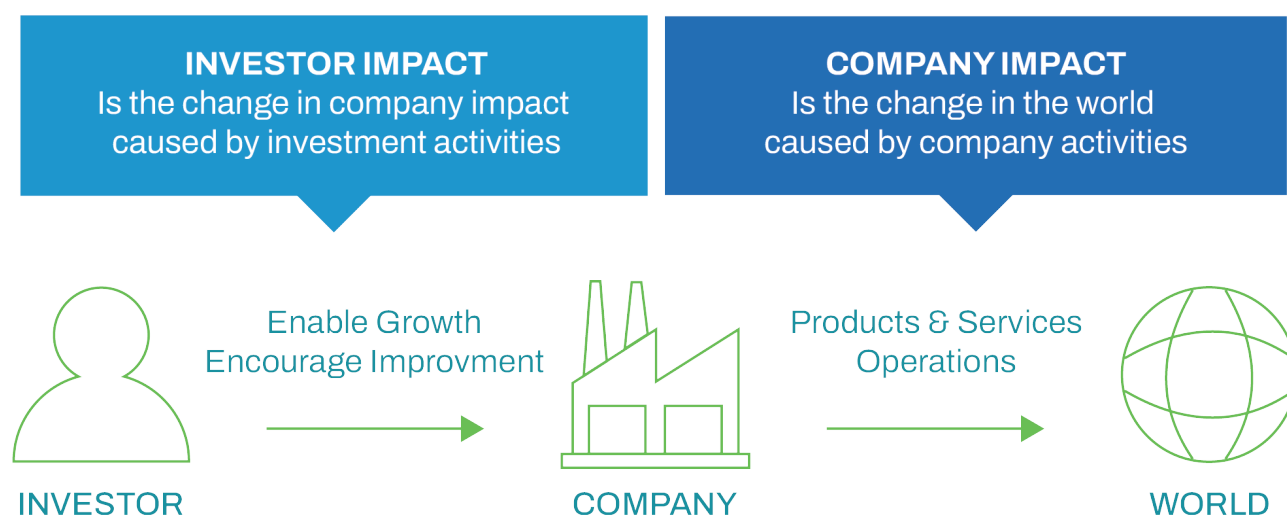 INVESTOR IMPACT
Is the change in company impact
caused by investment activities
COMPANY IMPACT
Is the change in the world
caused by company activities
Enable Growth
Encourage Improvment
Products & Services
Operations
INVESTOR
COMPANY
WORLD